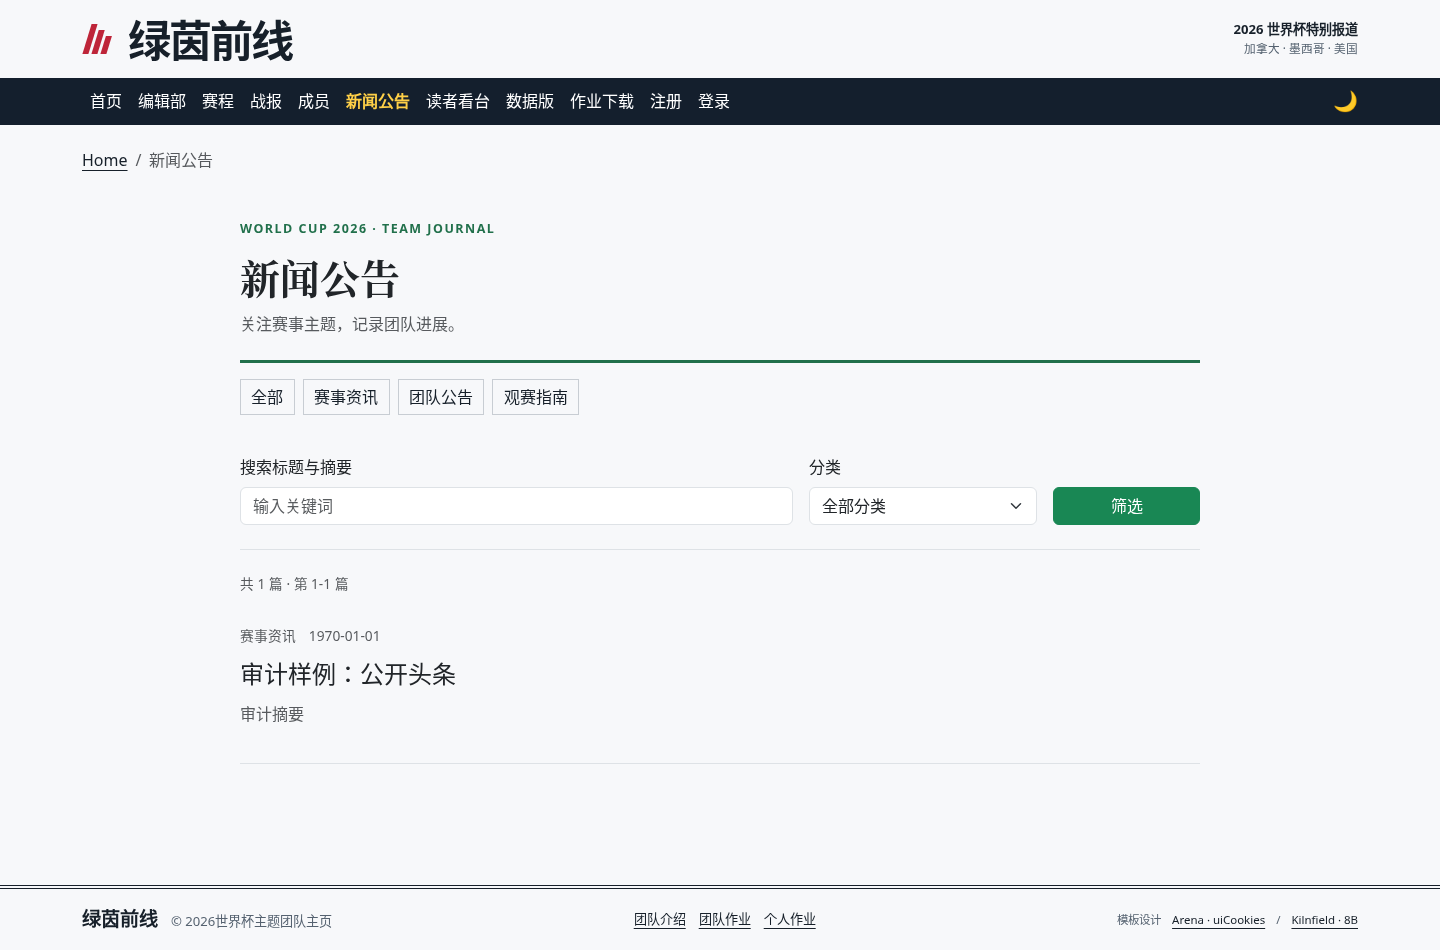 绿茵前线
2026 世界杯特别报道
加拿大 · 墨西哥 · 美国
首页 编辑部 赛程 战报 成员 新闻公告 读者看台 数据版 作业下载 注册 登录
Home / 新闻公告
WORLD CUP 2026 · TEAM JOURNAL
新闻公告
关注赛事主题，记录团队进展。
全部 赛事资讯 团队公告 观赛指南
搜索标题与摘要 分类
输入关键词 全部分类 筛选
共 1 篇 · 第 1-1 篇
赛事资讯 1970-01-01
审计样例：公开头条
审计摘要
绿茵前线 © 2026世界杯主题团队主页 团队介绍 团队作业 个人作业 模板设计 Arena · uiCookies / Kilnfield · 8B